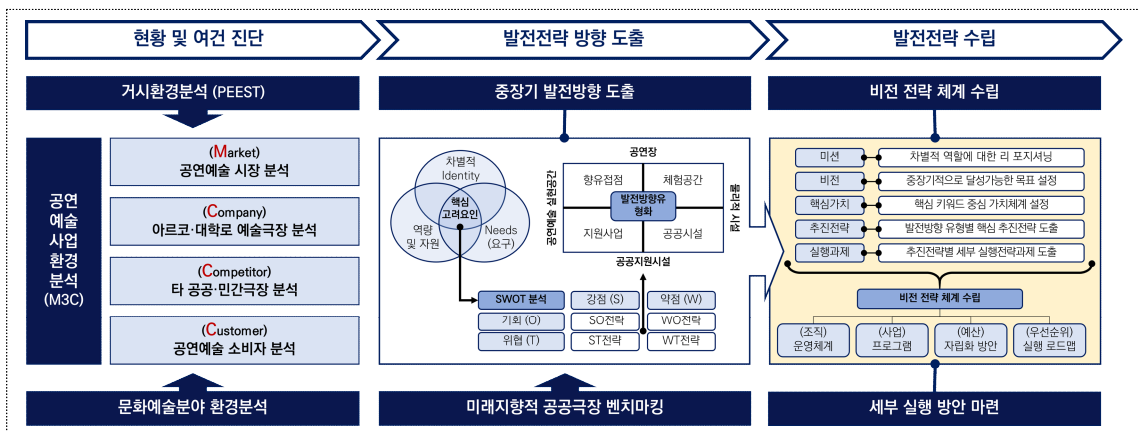 현황 및 여건 진단
발전전략 방향 도출
발전전략 수립
거시환경분석 (PEEST)
공연
예술
사업
환경
분석
(M3C)
(Market)
공연예술 시장 분석
(Company)
아르코·대학로 예술극장 분석
(Competitor)
타 공공·민간극장 분석
(Customer)
공연예술 소비자 분석
문화예술분야 환경분석
중장기 발전방향 도출
차별적
Identity
핵심
고려요인
역량
및 자원
Needs
(요구)
공연장
향유접점
체험공간
발전방향유
형화
지원사업
공공시설
공공지원시설
공연예술 창작공간
물리적 시설
SWOT 분석
강점 (S)
약점 (W)
기회 (O)
SO전략
WO전략
위협 (T)
ST전략
WT전략
미래지향적 공공극장 벤치마킹
비전 전략 체계 수립
미션
차별적 역할에 대한 리 포지셔닝
비전
중장기적으로 달성가능한 목표 설정
핵심가치
핵심 키워드 중심 가치체계 설정
추진전략
발전방향 유형별 핵심 추진전략 도출
실행과제
추진전략별 세부 실행전략과제 도출
비전 전략 체계 수립
(조직)
운영체계
(사업)
프로그램
(예산)
자립화 방안
(우선순위)
실행 로드맵
세부 실행 방안 마련